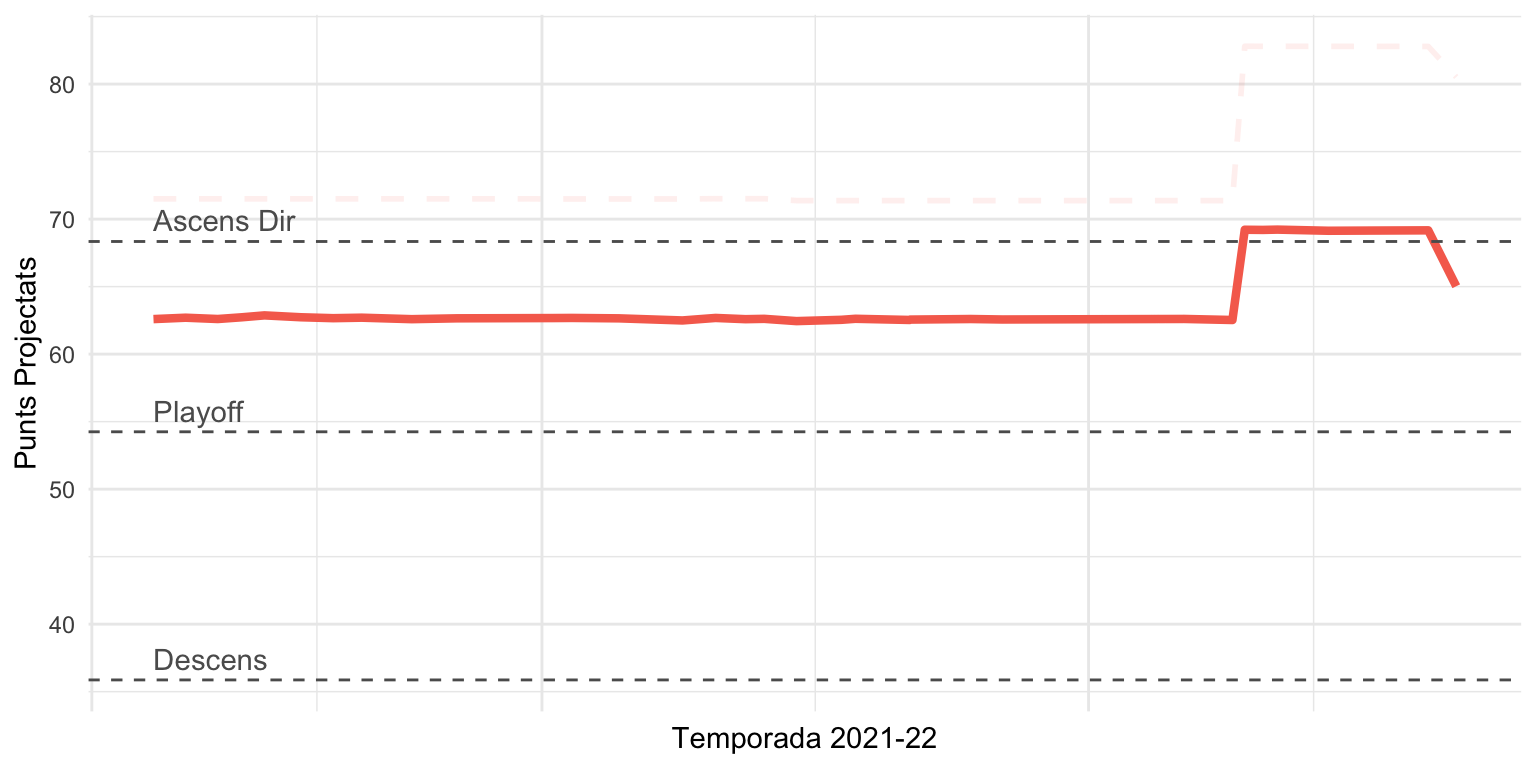 80
70
60
50
40
Punts Projectats
Ascens Dir
Playoff
Descens
Temporada 2021-22